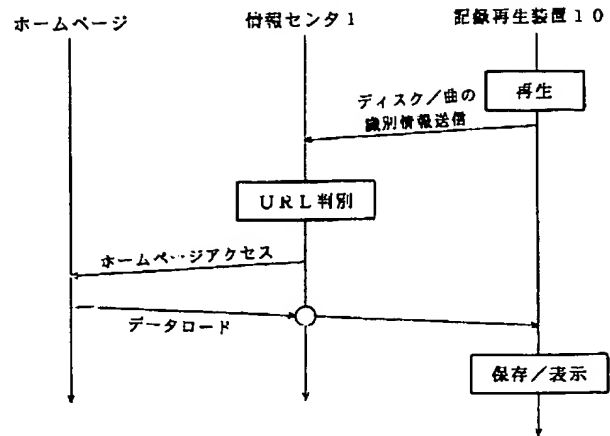 ホームページ
情報センタ1
記録再生装置10
再生
ディスク/曲の
識別情報送信
URL判別
ホームページアクセス
データロード
保存/表示